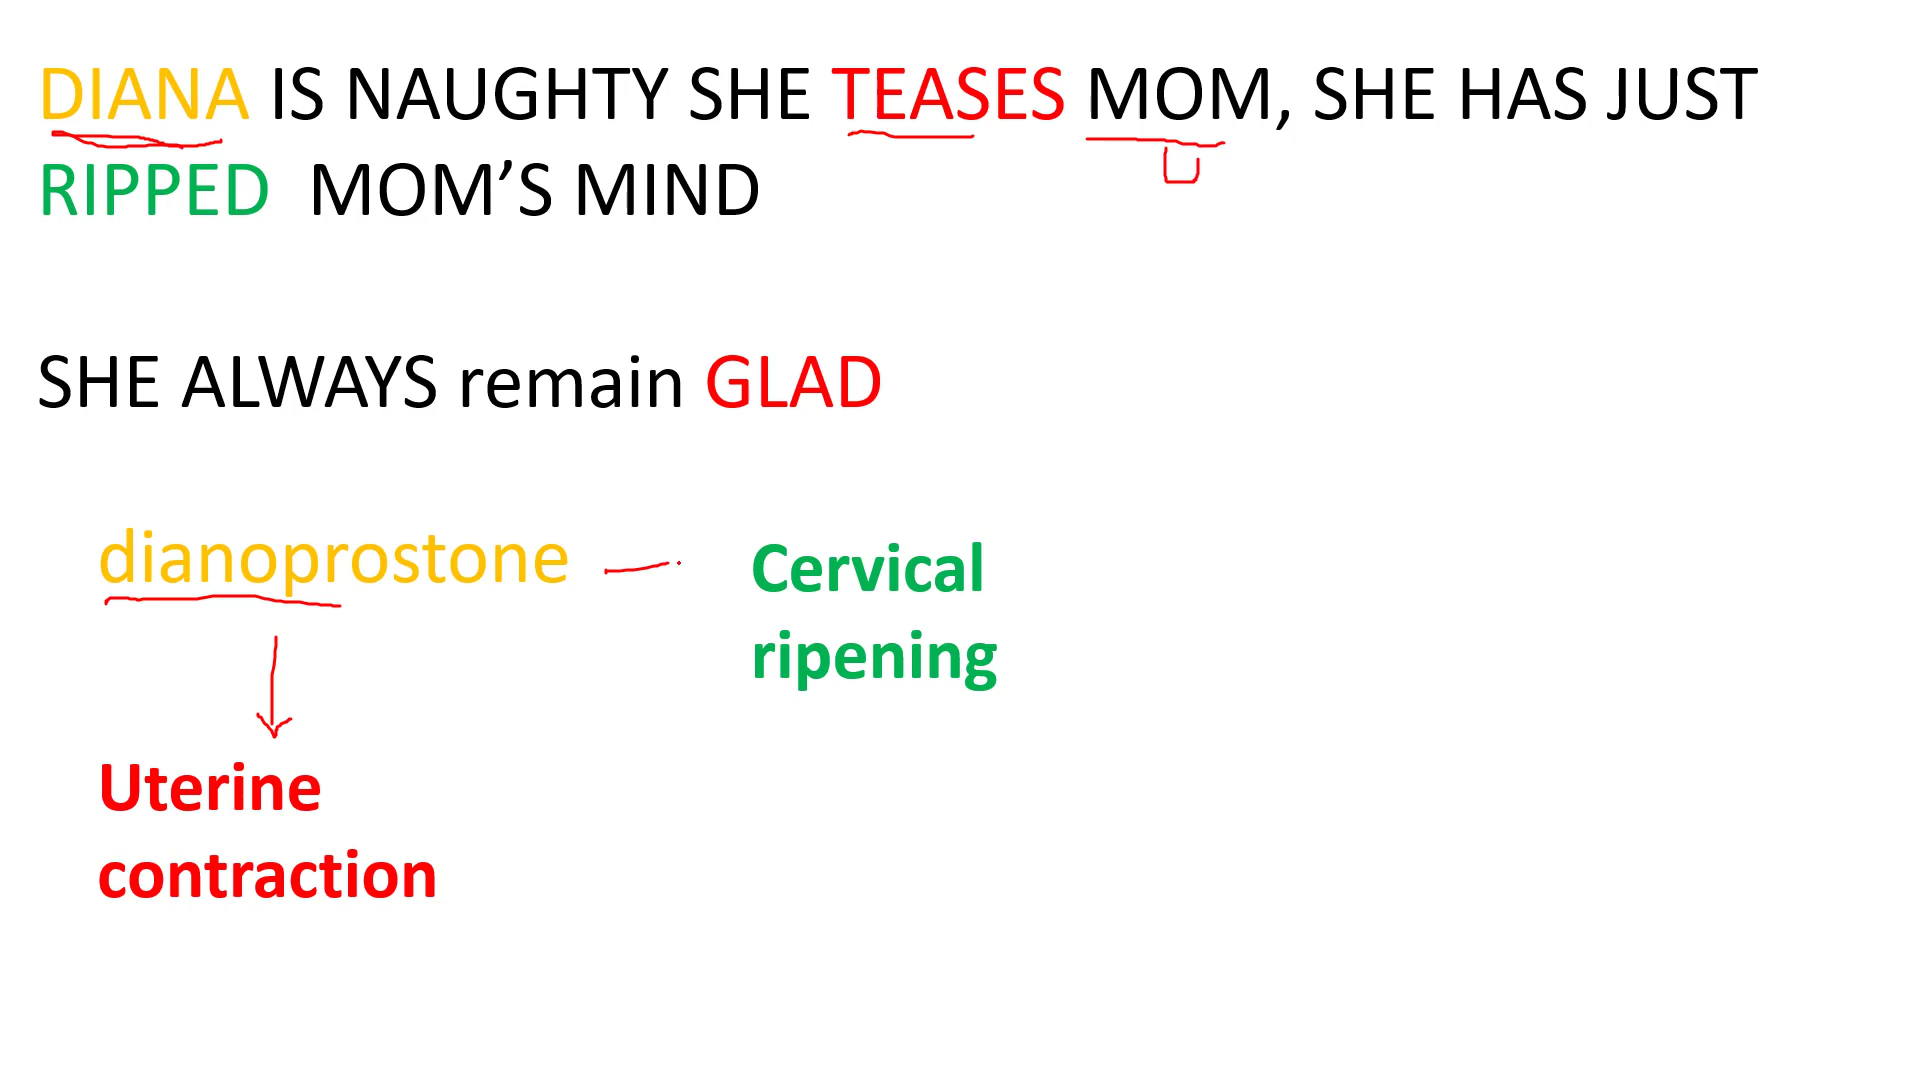 DIANA IS NAUGHTY SHE TEASES MOM, SHE HAS JUST
RIPPED MOM’S MIND
SHE ALWAYS remain GLAD
dianoprostone
Cervical
ripening
Uterine
contraction